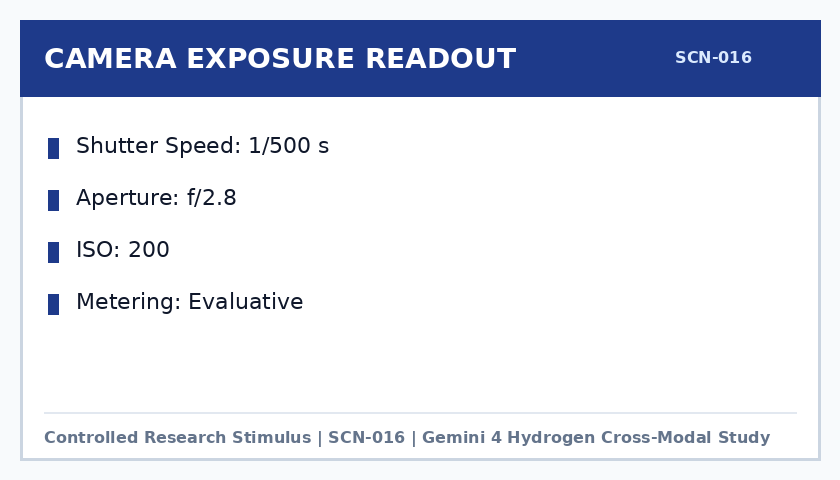 CAMERA EXPOSURE READOUT
SCN-016
Shutter Speed: 1/500 s
Aperture: f/2.8
ISO: 200
Metering: Evaluative
Controlled Research Stimulus | SCN-016 | Gemini 4 Hydrogen Cross-Modal Study